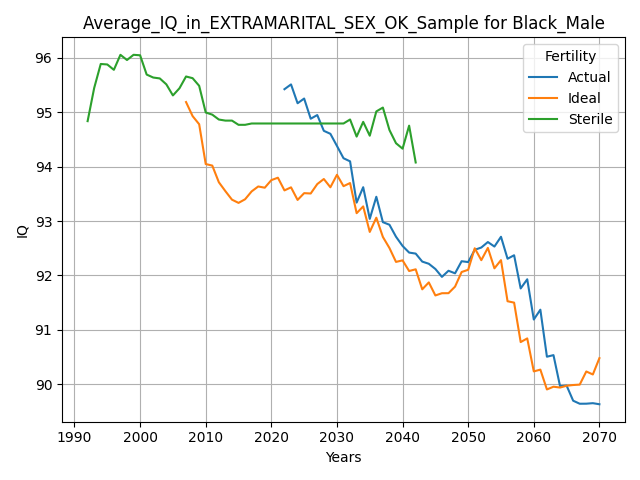 Average_IQ_in_EXTRAMARITAL_SEX_OK_Sample for Black_Male
Fertility
Actual
Ideal
Sterile
IQ
96
95
94
93
92
91
90
1990 2000 2010 2020 2030 2040 2050 2060 2070
Years